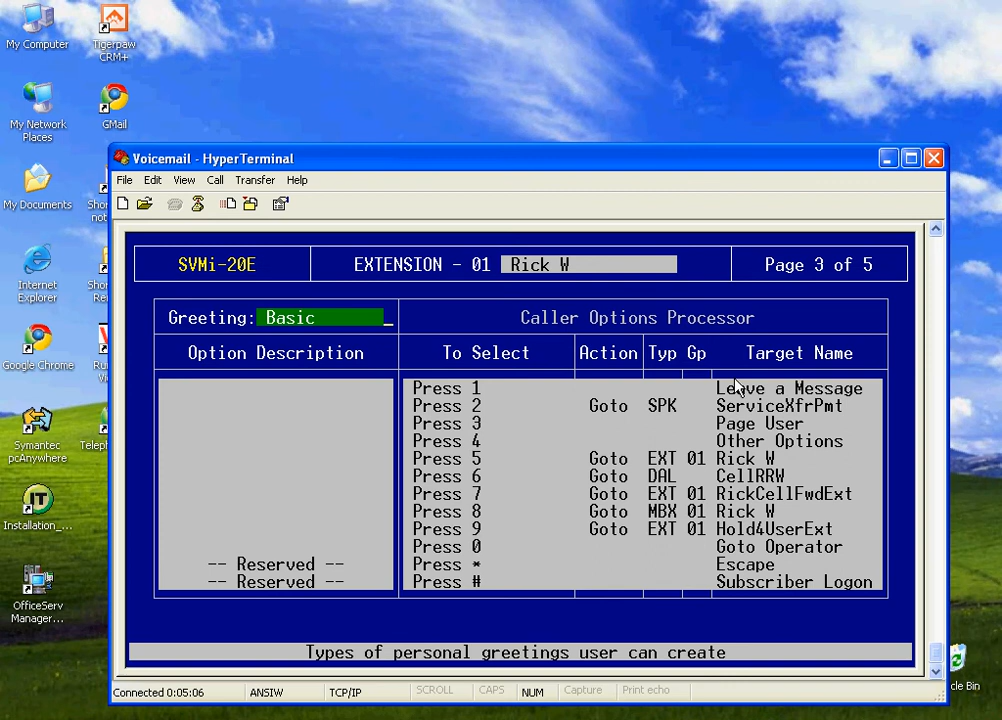 My Computer
Tigerpaw
CRM+
My Network
Places
GMail
My Documents
Internet
Explorer
Google Chrome
Symantec
pcAnywhere
Installation_...
OfficeServ
Manager...
Voicemail - HyperTerminal
File Edit View Call Transfer Help
SVMi-20E EXTENSION - 01 Rick W Page 3 of 5
Greeting: Basic_ Caller Options Processor
Option Description To Select Action Typ Gp Target Name
Press 1 Leave a Message
Press 2 Goto SPK ServiceXfrPmt
Press 3 Page User
Press 4 Other Options
Press 5 Goto EXT 01 Rick W
Press 6 Goto DAL CellRRW
Press 7 Goto EXT 01 RickCellFwdExt
Press 8 Goto MBX 01 Rick W
Press 9 Goto EXT 01 Hold4UserExt
Press 0 Goto Operator
-- Reserved -- Press * Escape
-- Reserved -- Press # Subscriber Logon
Types of personal greetings user can create
Connected 0:05:06 ANSIW TCP/IP SCROLL CAPS NUM Capture Print echo
cle Bin